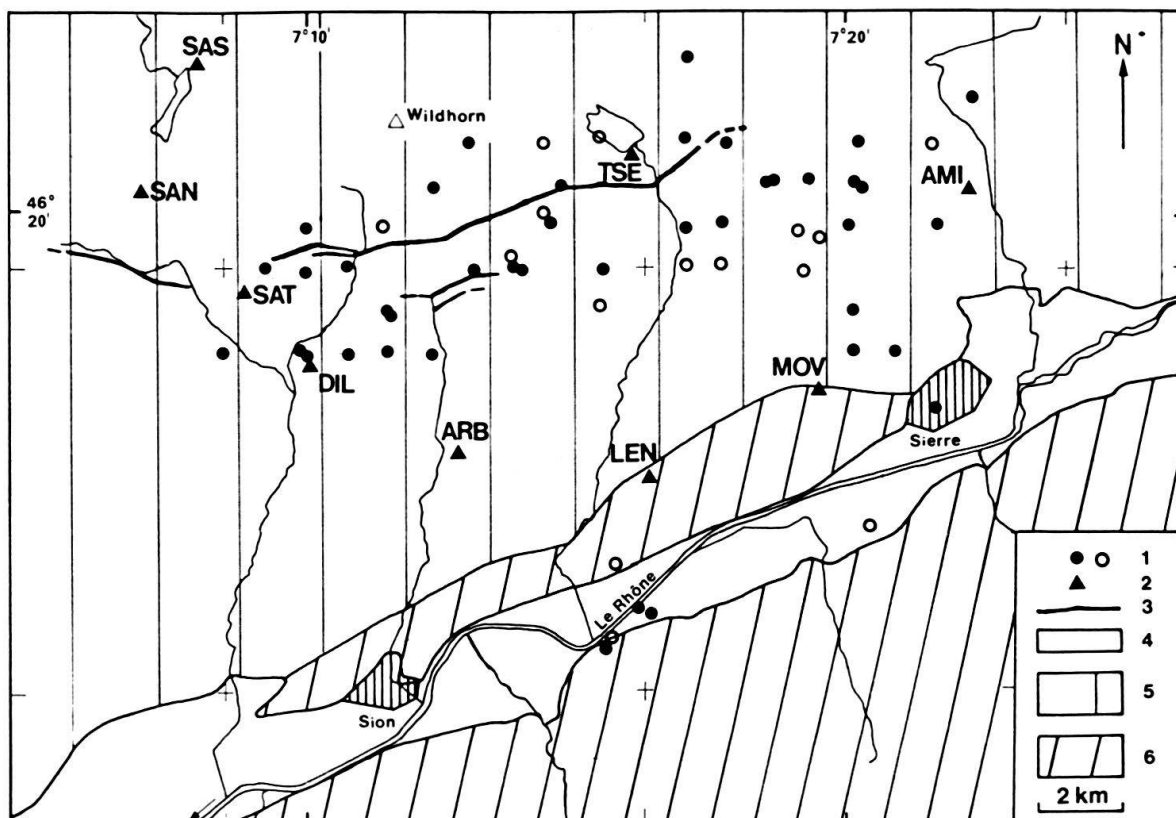 7°10'
7°20'
SAS
N
Wildhorn
TSE
AMI
SAN
46°
20'
SAT
DIL
MOV
ARB
Sierre
LEN
Le Rhône
Sion
1
2
3
4
5
6
2 km